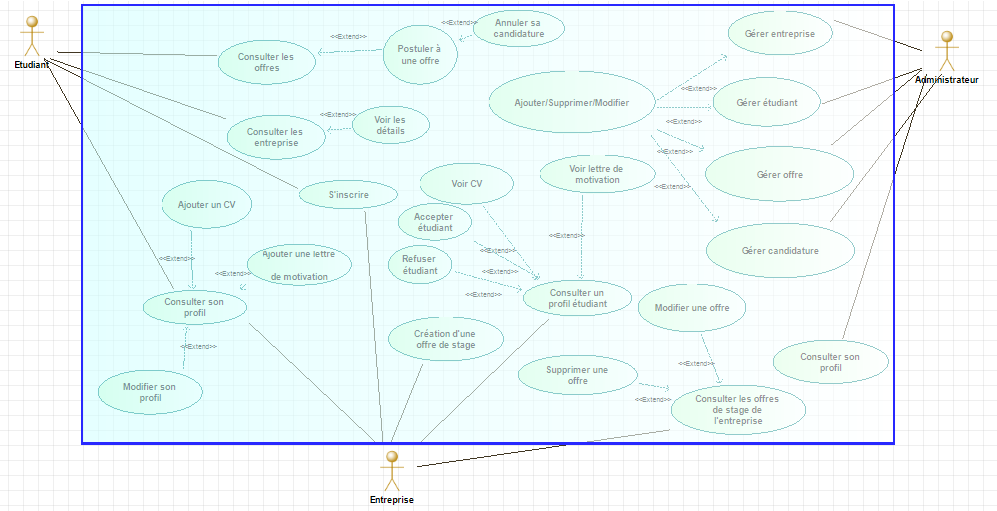 Etudiant
Administrateur
Entreprise
Consulter les
offres
<<Extend>>
Postuler à
une offre
<<Extend>>
Annuler sa
candidature
Gérer entreprise
Ajouter/Supprimer/Modifier
<<Extend>>
Gérer étudiant
<<Extend>>
Consulter les
entreprise
<<Extend>>
Voir les
détails
<<Extend>>
Gérer offre
<<Extend>>
Gérer candidature
Voir lettre de
motivation
<<Extend>>
Voir CV
<<Extend>>
S'inscrire
Ajouter un CV
<<Extend>>
Accepter
étudiant
<<Extend>>
Refuser
étudiant
<<Extend>>
Ajouter une lettre
motivation
<<Extend>>
Consulter son
profil
<<Extend>>
Modifier son
profil
Consulter un
profil étudiant
Modifier une offre
<<Extend>>
Création d'une
offre de stage
Supprimer une
offre
<<Extend>>
Consulter les offres
de stage de
l'entreprise
Consulter son
profil